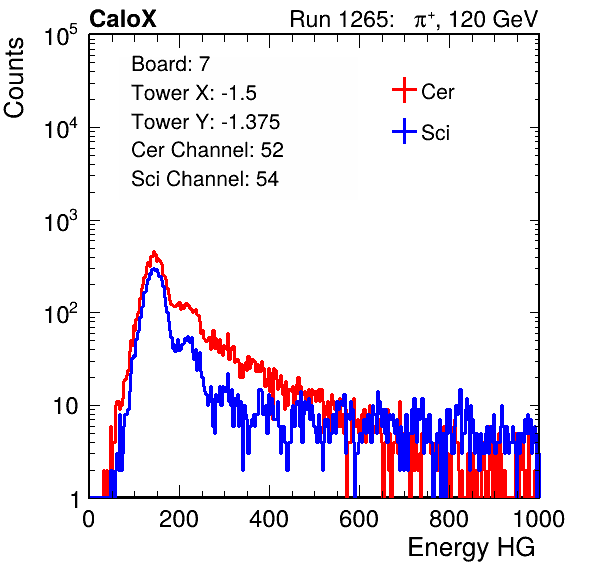 CaloX Run 1265: π⁺, 120 GeV
Counts
10⁵
10⁴
10³
10²
10
1
Board: 7
Tower X: -1.5
Tower Y: -1.375
Cer Channel: 52
Sci Channel: 54
Cer
Sci
0 200 400 600 800 1000
Energy HG